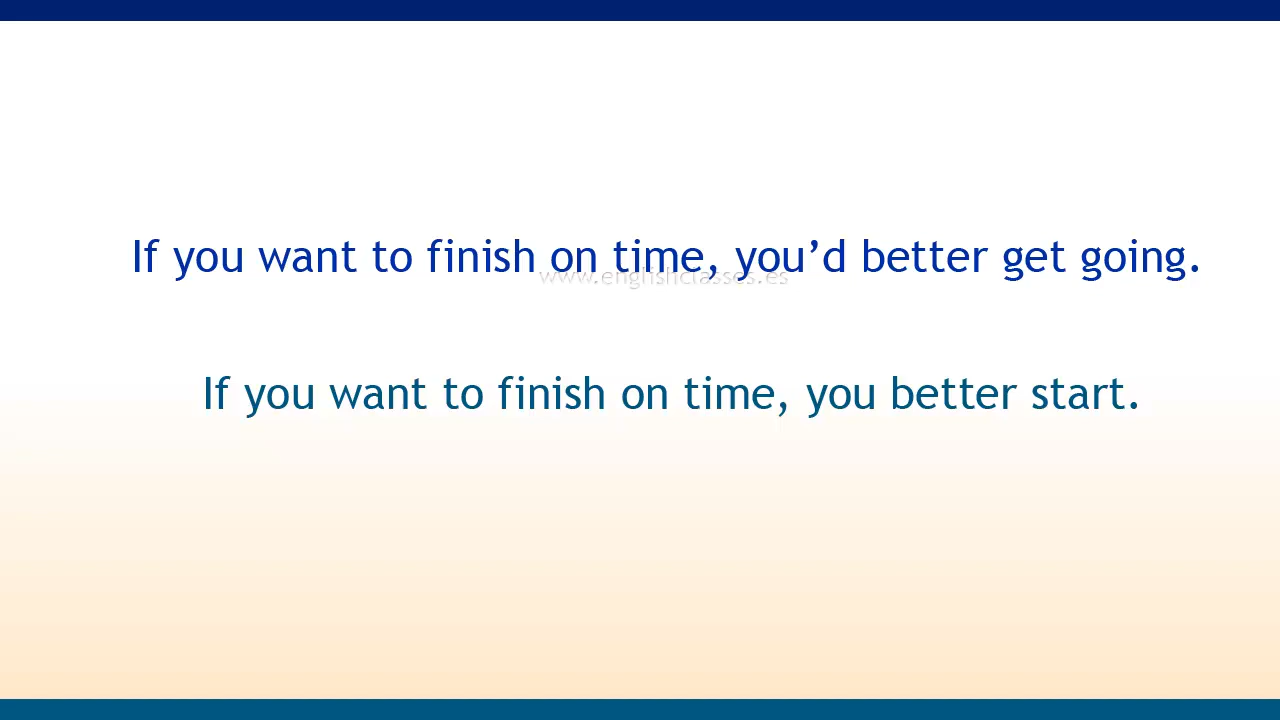 If you want to finish on time, you’d better get going.
www.englishclasses.es
If you want to finish on time, you better start.